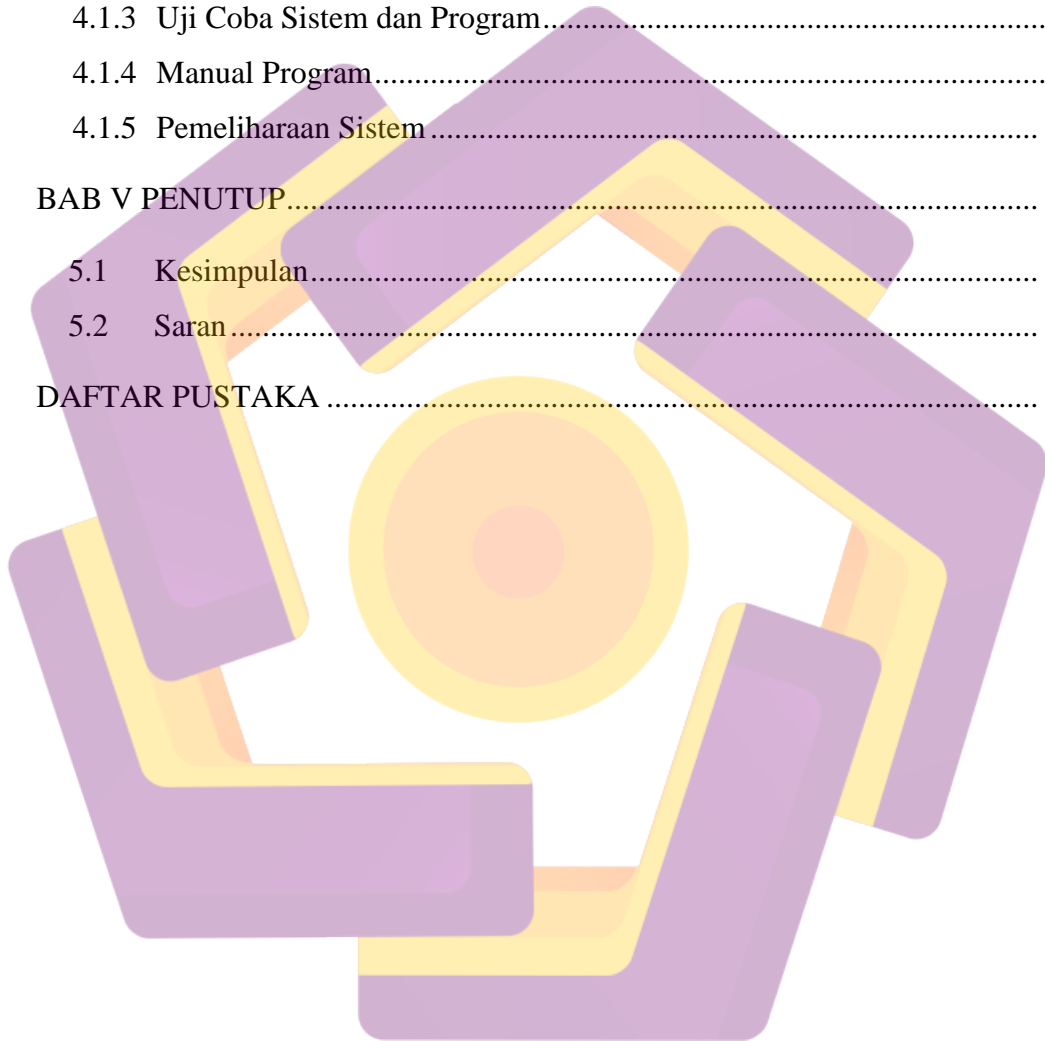 4.1.3 Uji Coba Sistem dan Program..........................................................................
4.1.4 Manual Program................................................................................................
4.1.5 Pemeliharaan Sistem........................................................................................
BAB V PENUTUP..........................................................................................................
5.1 Kesimpulan........................................................................................................
5.2 Saran..................................................................................................................
DAFTAR PUSTAKA.....................................................................................................